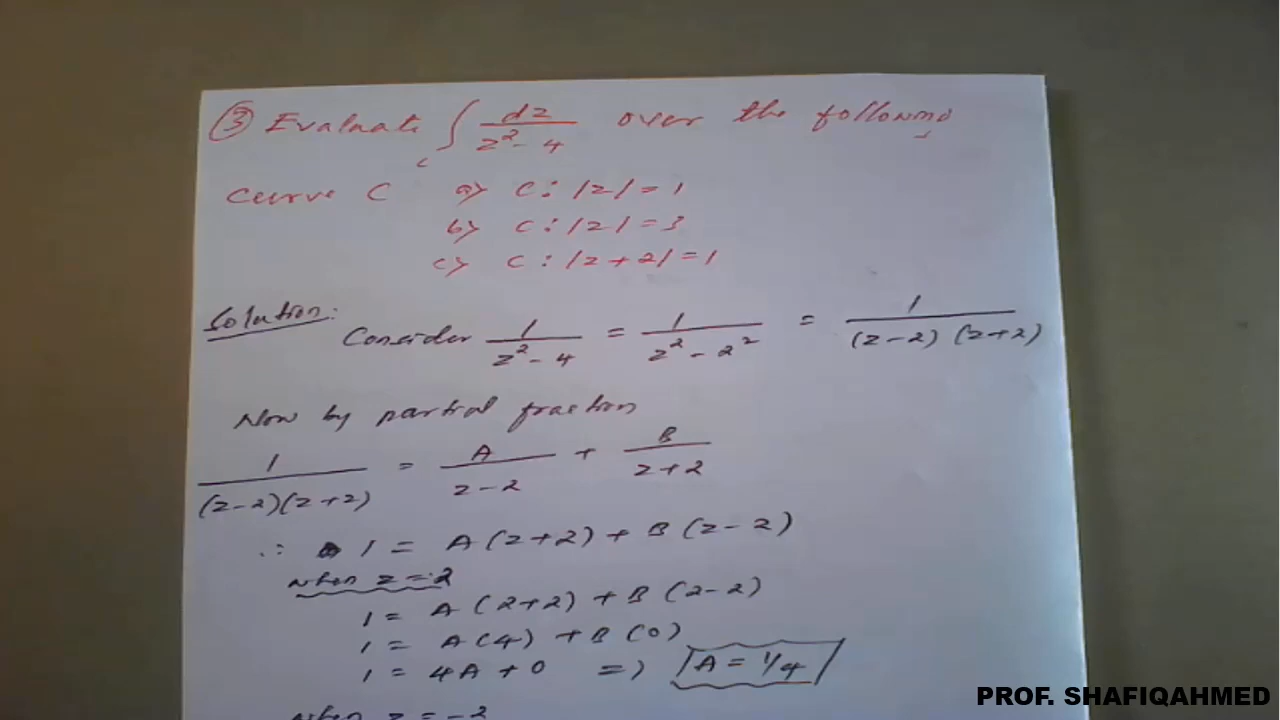 ③ Evaluate ∫_c dz/(z² - 4) over the following
curve C a) C: |z| = 1
b) C: |z| = 3
c) C: |z+2| = 1
Solution:
Consider 1/(z² - 4) = 1/(z² - 2²) = 1/((z-2)(z+2))
Now by partial fraction
1/((z-2)(z+2)) = A/(z-2) + B/(z+2)
∴ 1 = A(z+2) + B(z-2)
when z = 2
1 = A(2+2) + B(2-2)
1 = A(4) + B(0)
1 = 4A + 0 => A = 1/4
when z = -2
PROF. SHAFIQAHMED